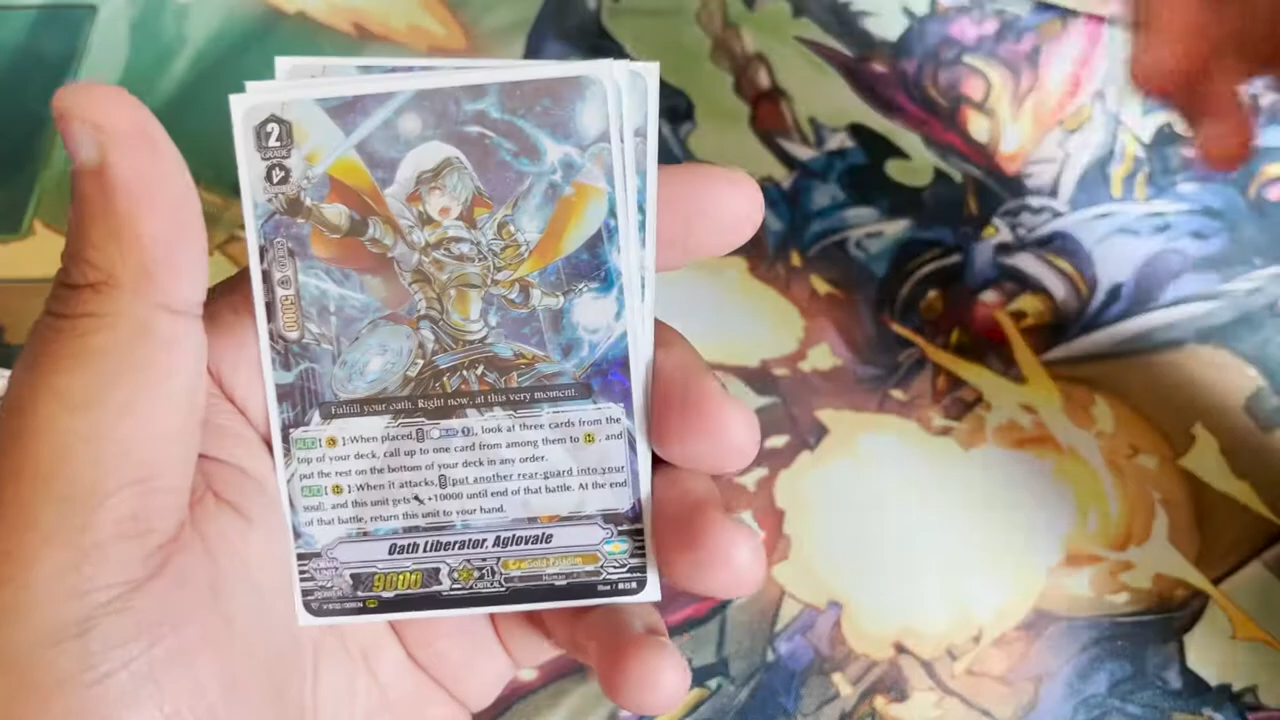 2
GRADE
SHIELD
5000
Fulfill your oath. Right now, at this very moment.
AUTO [ ]:When placed, [ BLAST 1], look at three cards from the
top of your deck, call up to one card from among them to R , and
put the rest on the bottom of your deck in any order.
AUTO [ R ]:When it attacks, [put another rear-guard into your
soul], and this unit gets +10000 until end of that battle. At the end
of that battle, return this unit to your hand.
Oath Liberator, Aglovale
NORMAL
UNIT
POWER 9000
1
CRITICAL
Gold Paladin
Human